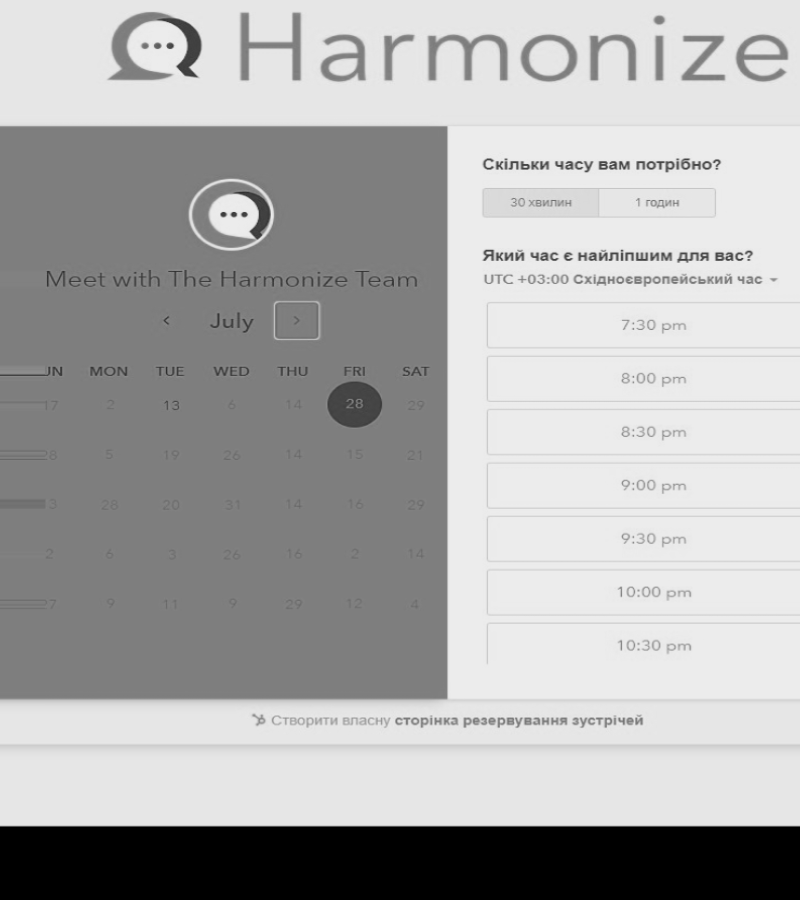 Harmonize
Meet with The Harmonize Team
July
UN MON TUE WED THU FRI SAT
17 2 13 6 14 28 29
28 5 19 26 14 15 21
3 28 20 31 14 16 29
2 6 3 26 16 2 14
27 9 11 9 29 12 4
Скільки часу вам потрібно?
30 хвилин 1 годин
Який час є найліпшим для вас?
UTC +03:00 Східноєвропейський час
7:30 pm
8:00 pm
8:30 pm
9:00 pm
9:30 pm
10:00 pm
10:30 pm
Створити власну сторінка резервування зустрічей